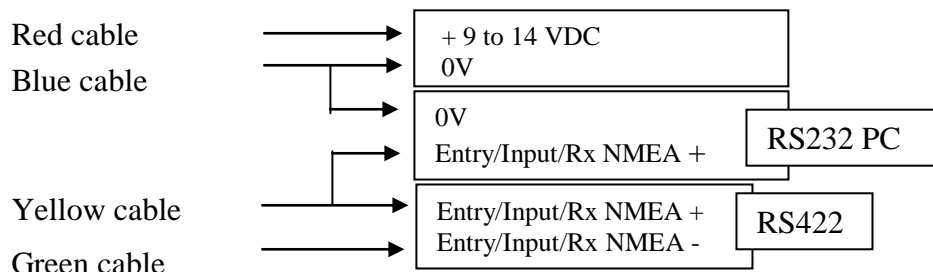 Red cable
+ 9 to 14 VDC
0V
Blue cable
0V
Entry/Input/Rx NMEA +
RS232 PC
Yellow cable
Entry/Input/Rx NMEA +
Entry/Input/Rx NMEA -
RS422
Green cable